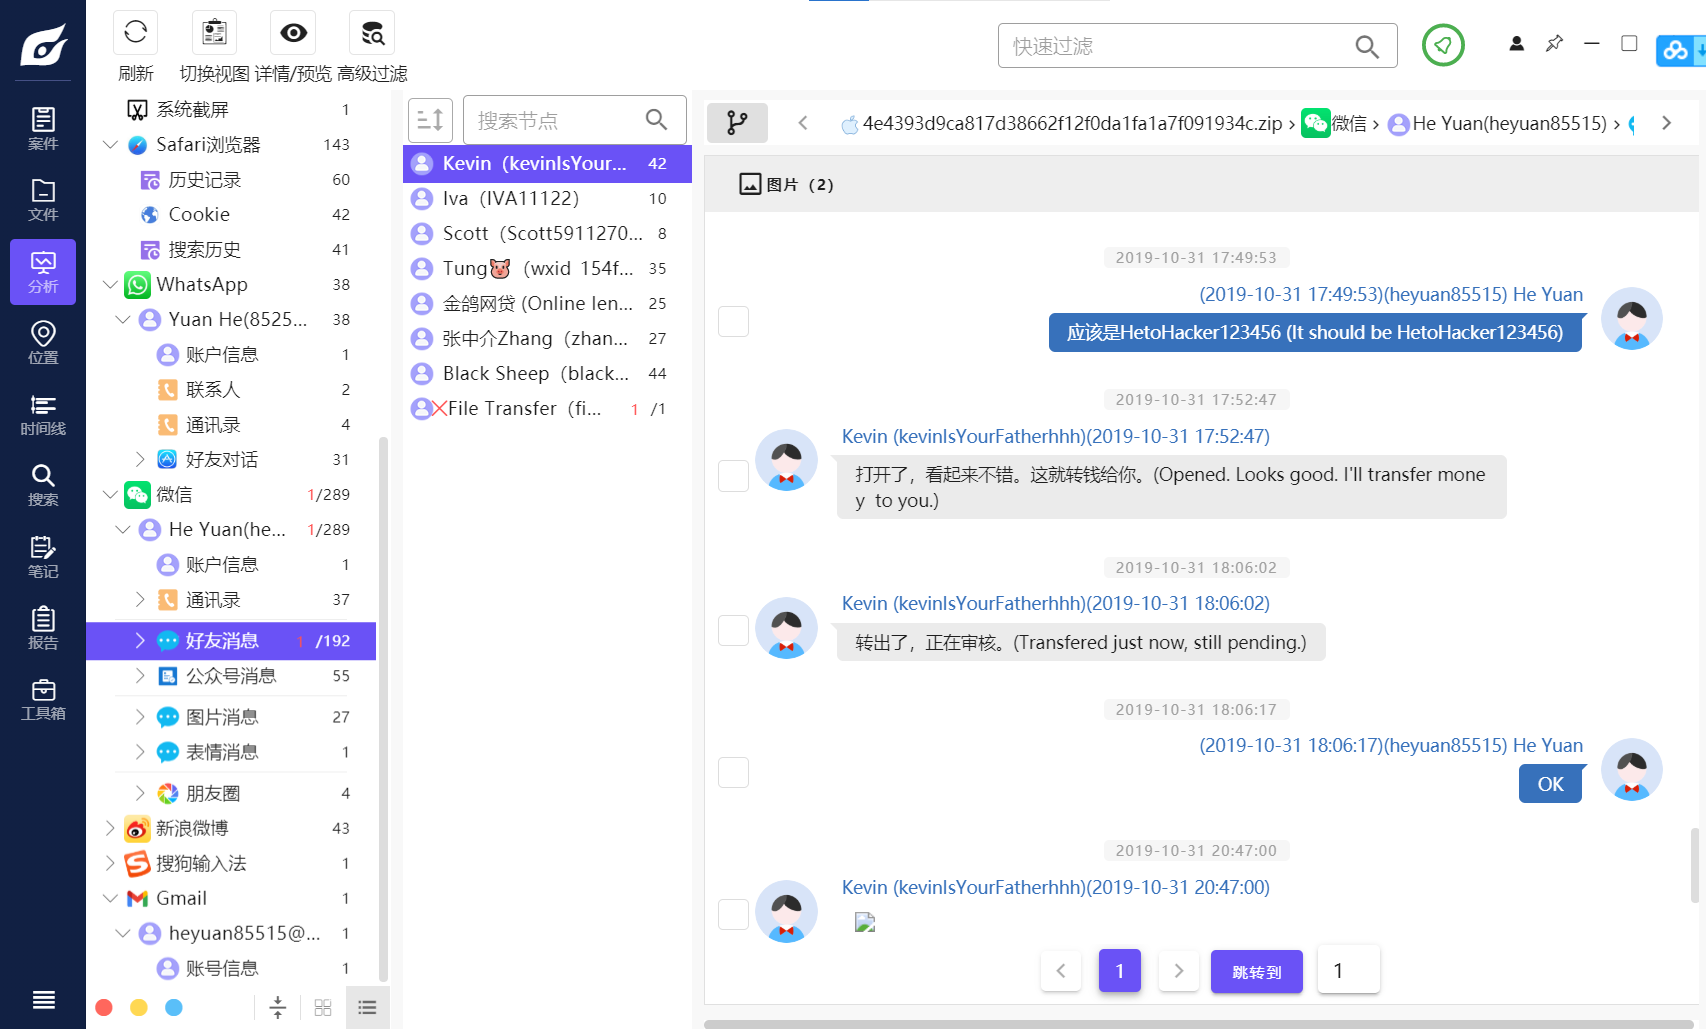 刷新
切换视图
详情/预览
高级过滤
快速过滤
案件
文件
分析
位置
时间线
搜索
笔记
报告
工具箱
系统截屏 1
Safari浏览器 143
历史记录 60
Cookie 42
搜索历史 41
WhatsApp 38
Yuan He(8525... 38
账户信息 1
联系人 2
通讯录 4
好友对话 31
微信 1/289
He Yuan(he... 1/289
账户信息 1
通讯录 37
好友消息 1 /192
公众号消息 55
图片消息 27
表情消息 1
朋友圈 4
新浪微博 43
搜狗输入法 1
Gmail 1
heyuan85515@... 1
账号信息 1
搜索节点
Kevin（kevinIsYour... 42
Iva（IVA11122） 10
Scott（Scott5911270... 8
Tung🐷（wxid 154f... 35
金鸽网贷 (Online len... 25
张中介Zhang（zhan... 27
Black Sheep（black... 44
File Transfer（fi... 1 /1
4e4393d9ca817d38662f12f0da1fa1a7f091934c.zip › 微信 › He Yuan(heyuan85515) ›
图片（2）
2019-10-31 17:49:53
(2019-10-31 17:49:53)(heyuan85515) He Yuan
应该是HetoHacker123456 (It should be HetoHacker123456)
2019-10-31 17:52:47
Kevin (kevinIsYourFatherhhh)(2019-10-31 17:52:47)
打开了，看起来不错。这就转钱给你。(Opened. Looks good. I'll transfer mone
y to you.)
2019-10-31 18:06:02
Kevin (kevinIsYourFatherhhh)(2019-10-31 18:06:02)
转出了，正在审核。(Transfered just now, still pending.)
2019-10-31 18:06:17
(2019-10-31 18:06:17)(heyuan85515) He Yuan
OK
2019-10-31 20:47:00
Kevin (kevinIsYourFatherhhh)(2019-10-31 20:47:00)
1 跳转到 1